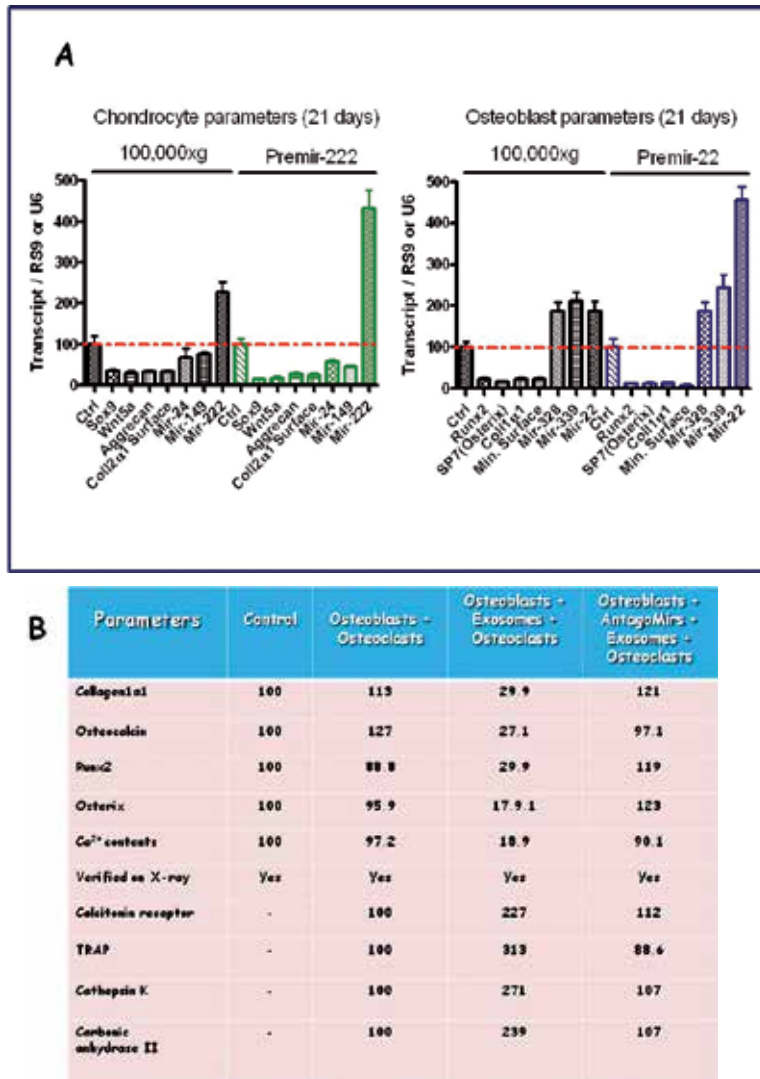 A
Chondrocyte parameters (21 days)
100,000xg Premir-222
Transcript / RS9 or U6
500
400
300
200
100
0
Ctrl
Sox9
Wnt5a
Aggrecan
Coll2α1
Surface
Mir-24
Mir-149
Mir-222
Ctrl
Sox9
Wnt5a
Aggrecan
Coll2α1
Surface
Mir-24
Mir-149
Mir-222
Osteoblast parameters (21 days)
100,000xg Premir-22
Transcript / RS9 or U6
500
400
300
200
100
0
Ctrl
Runx2
SP7(Osterix)
Coll1α1
Min. Surface
Mir-328
Mir-339
Mir-22
Ctrl
Runx2
SP7(Osterix)
Coll1α1
Min. Surface
Mir-328
Mir-339
Mir-22
B
Parameters Control Osteoblasts + Osteoclasts Osteoblasts + Exosomes + Osteoclasts Osteoblasts + AntagoMirs + Exosomes + Osteoclasts
Collagen1α1 100 113 29.9 121
Osteocalcin 100 127 27.1 97.1
Runx2 100 88.8 29.9 119
Osterix 100 95.9 17.9.1 123
Ca²⁺ contents 100 97.2 18.9 90.1
Verified on X-ray Yes Yes Yes Yes
Calcitonin receptor - 100 227 112
TRAP - 100 313 88.6
Cathepsin K - 100 271 107
Carbonic
anhydrase II - 100 239 107